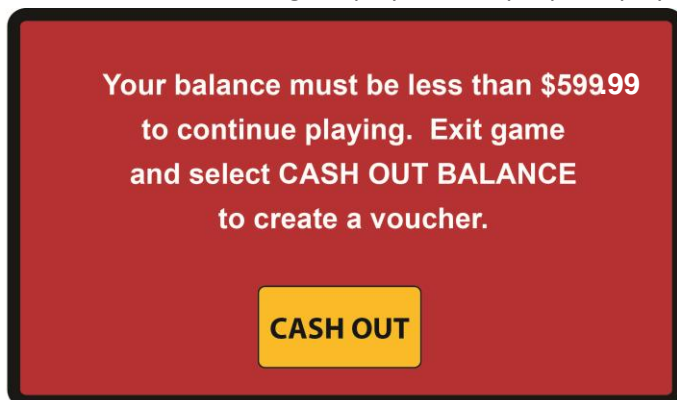 Your balance must be less than $599.99
to continue playing.  Exit game
and select CASH OUT BALANCE
to create a voucher.
CASH OUT